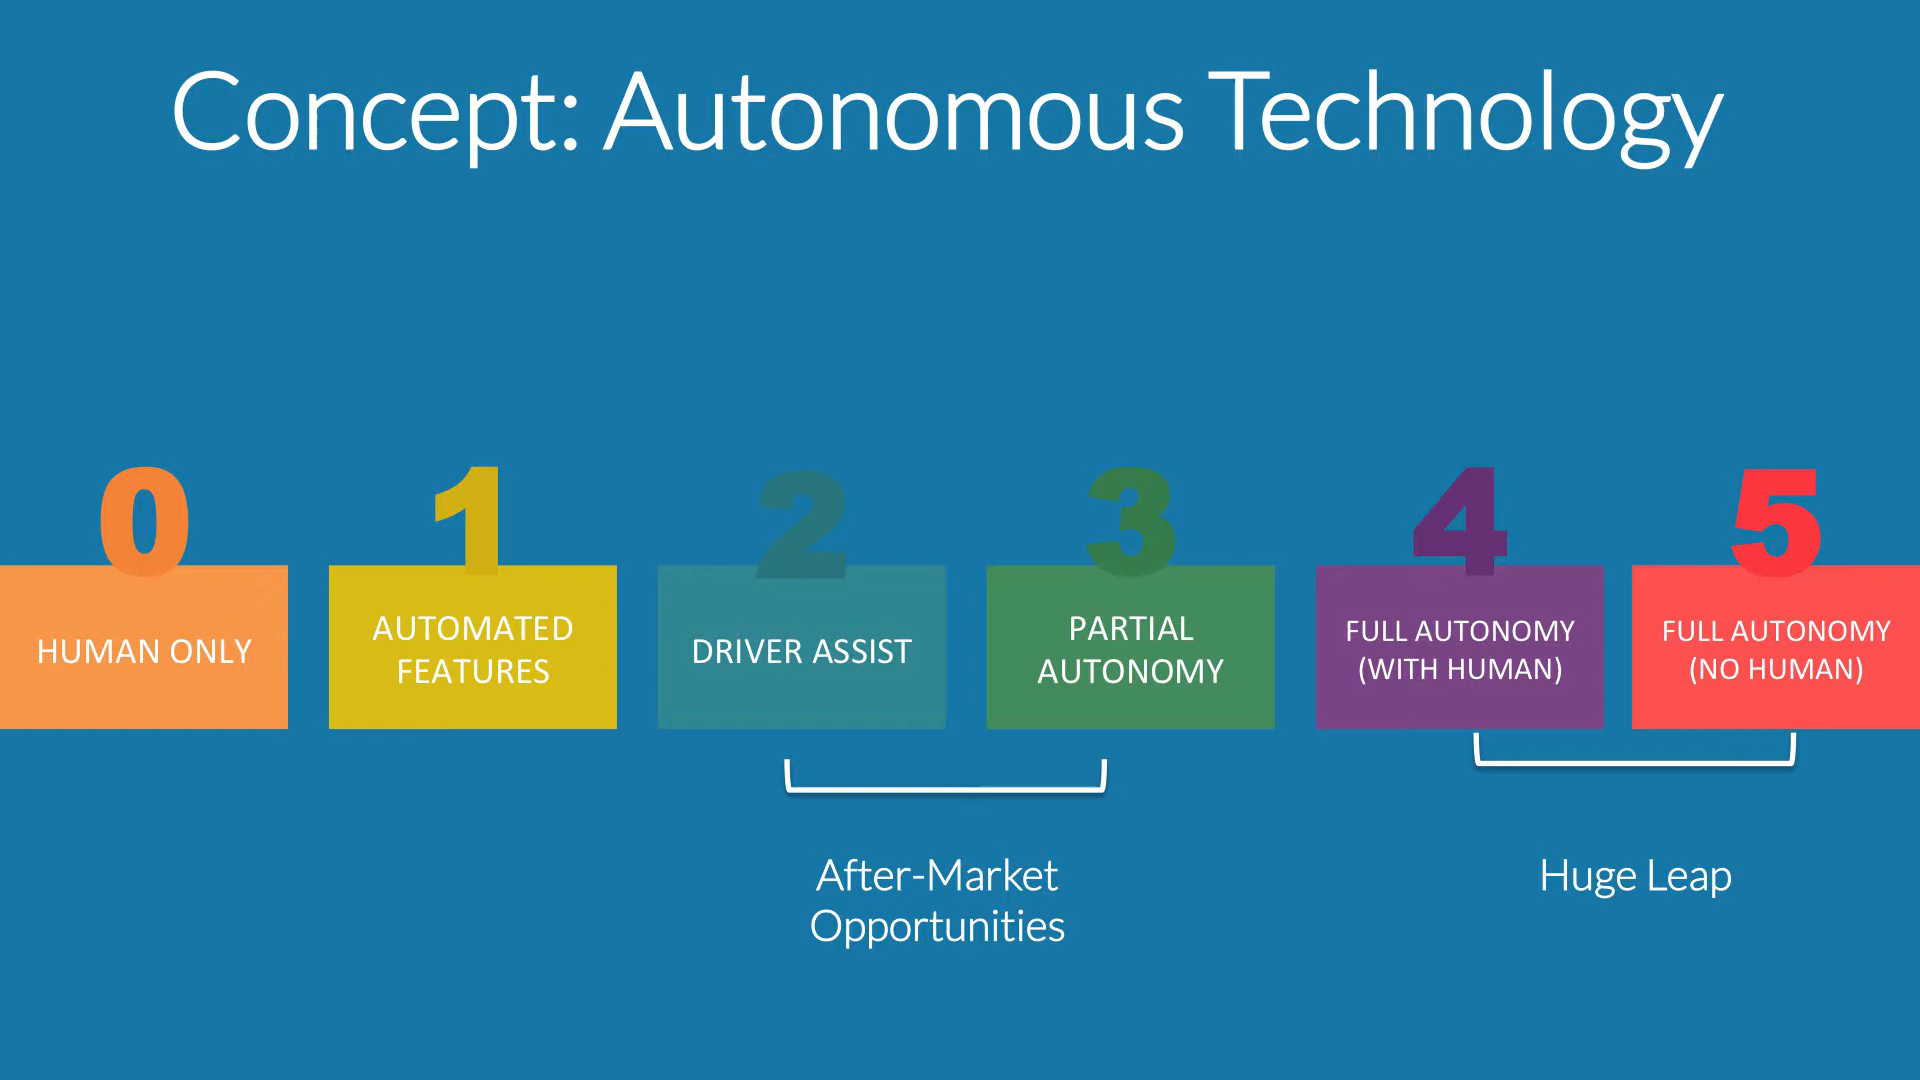 Concept: Autonomous Technology
0
1
2
3
4
5
HUMAN ONLY
AUTOMATED
FEATURES
DRIVER ASSIST
PARTIAL
AUTONOMY
FULL AUTONOMY
(WITH HUMAN)
FULL AUTONOMY
(NO HUMAN)
After-Market
Opportunities
Huge Leap